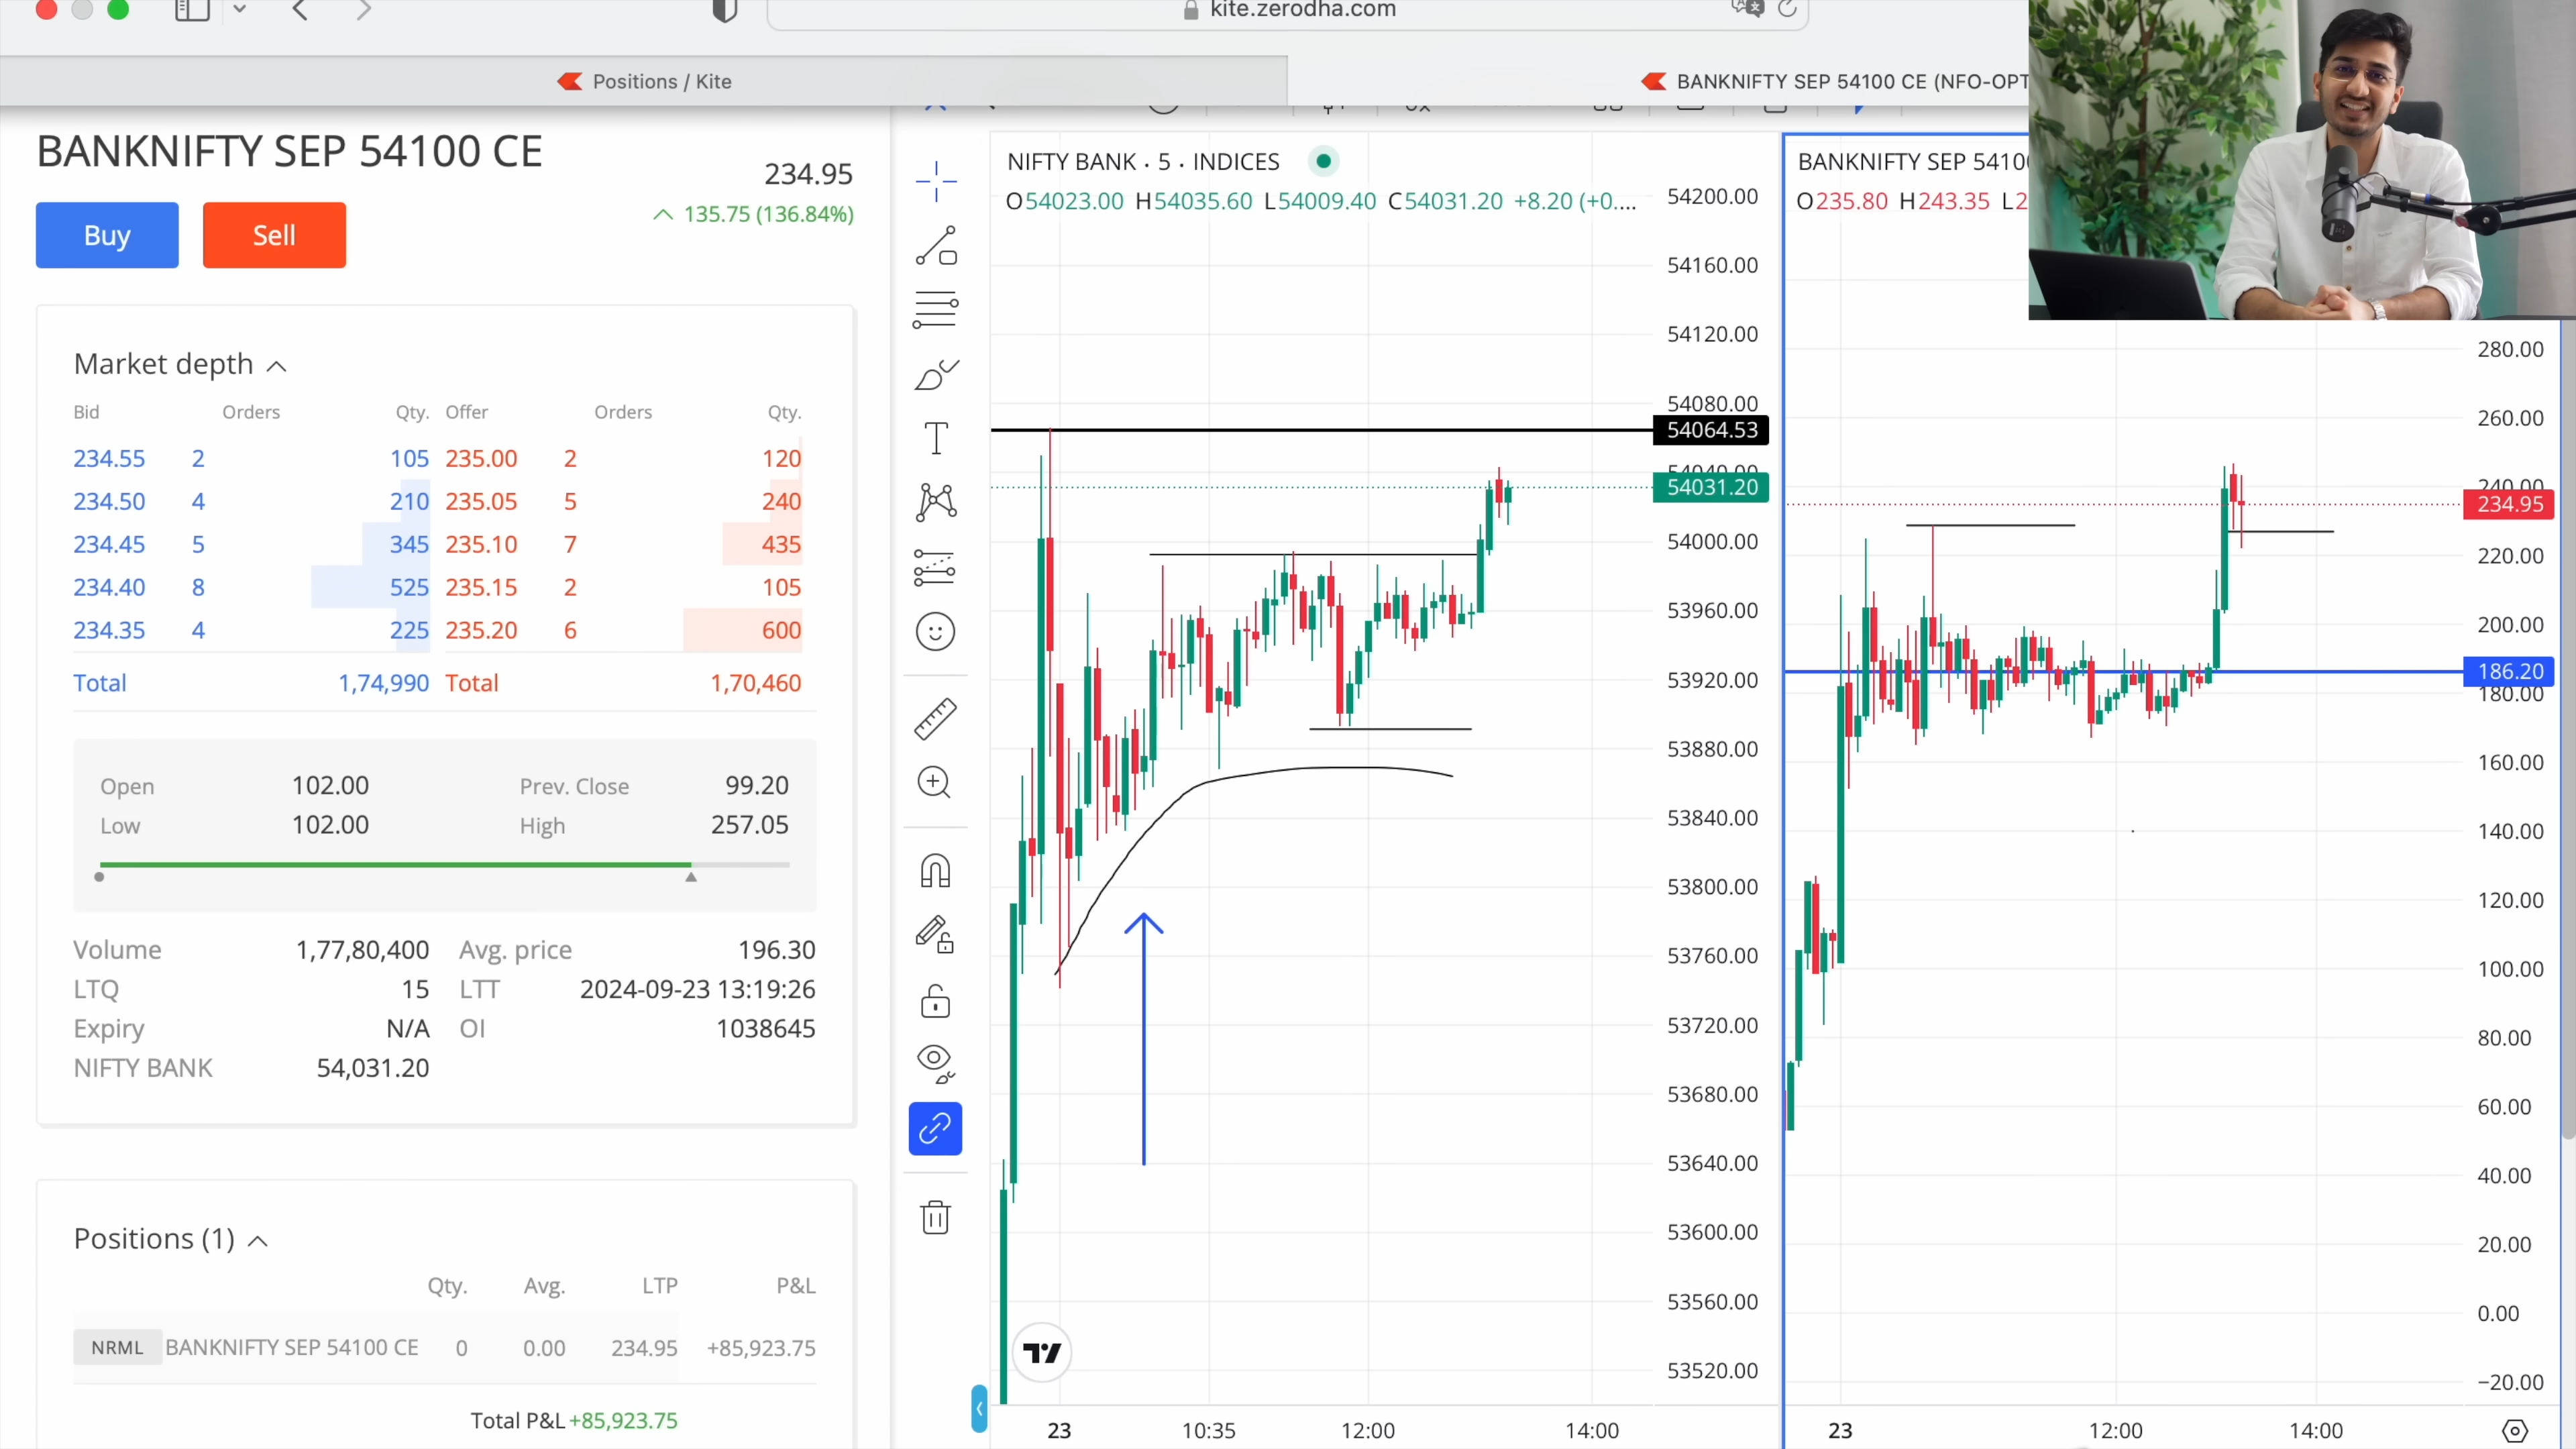 kite.zerodha.com
Positions / Kite
BANKNIFTY SEP 54100 CE (NFO-OPT
BANKNIFTY SEP 54100 CE
234.95
135.75 (136.84%)
Buy
Sell
Market depth
Bid Orders Qty. Offer Orders Qty.
234.55 2 105 235.00 2 120
234.50 4 210 235.05 5 240
234.45 5 345 235.10 7 435
234.40 8 525 235.15 2 105
234.35 4 225 235.20 6 600
Total 1,74,990 Total 1,70,460
Open 102.00 Prev. Close 99.20
Low 102.00 High 257.05
Volume 1,77,80,400 Avg. price 196.30
LTQ 15 LTT 2024-09-23 13:19:26
Expiry N/A OI 1038645
NIFTY BANK 54,031.20
Positions (1)
Qty. Avg. LTP P&L
NRML BANKNIFTY SEP 54100 CE 0 0.00 234.95 +85,923.75
Total P&L +85,923.75
NIFTY BANK · 5 · INDICES
O54023.00 H54035.60 L54009.40 C54031.20 +8.20 (+0....
54200.00
54160.00
54120.00
54080.00
54064.53
54040.00
54031.20
54000.00
53960.00
53920.00
53880.00
53840.00
53800.00
53760.00
53720.00
53680.00
53640.00
53600.00
53560.00
53520.00
23 10:35 12:00 14:00
BANKNIFTY SEP 5410
O235.80 H243.35 L2
280.00
260.00
240.00
234.95
220.00
200.00
186.20
180.00
160.00
140.00
120.00
100.00
80.00
60.00
40.00
20.00
0.00
−20.00
23 12:00 14:00